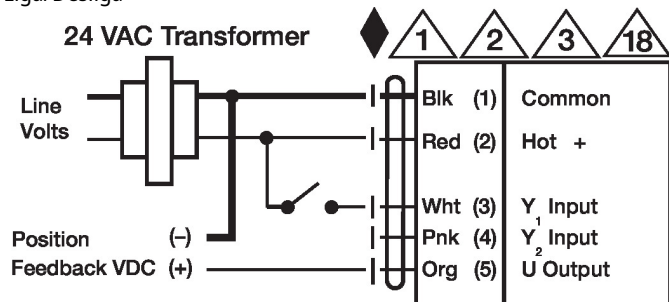 24 VAC Transformer
1 2 3 18
Line
Volts
Blk (1) Common
Red (2) Hot +
Wht (3) Y1 Input
Pnk (4) Y2 Input
Org (5) U Output
Position (-)
Feedback VDC (+)